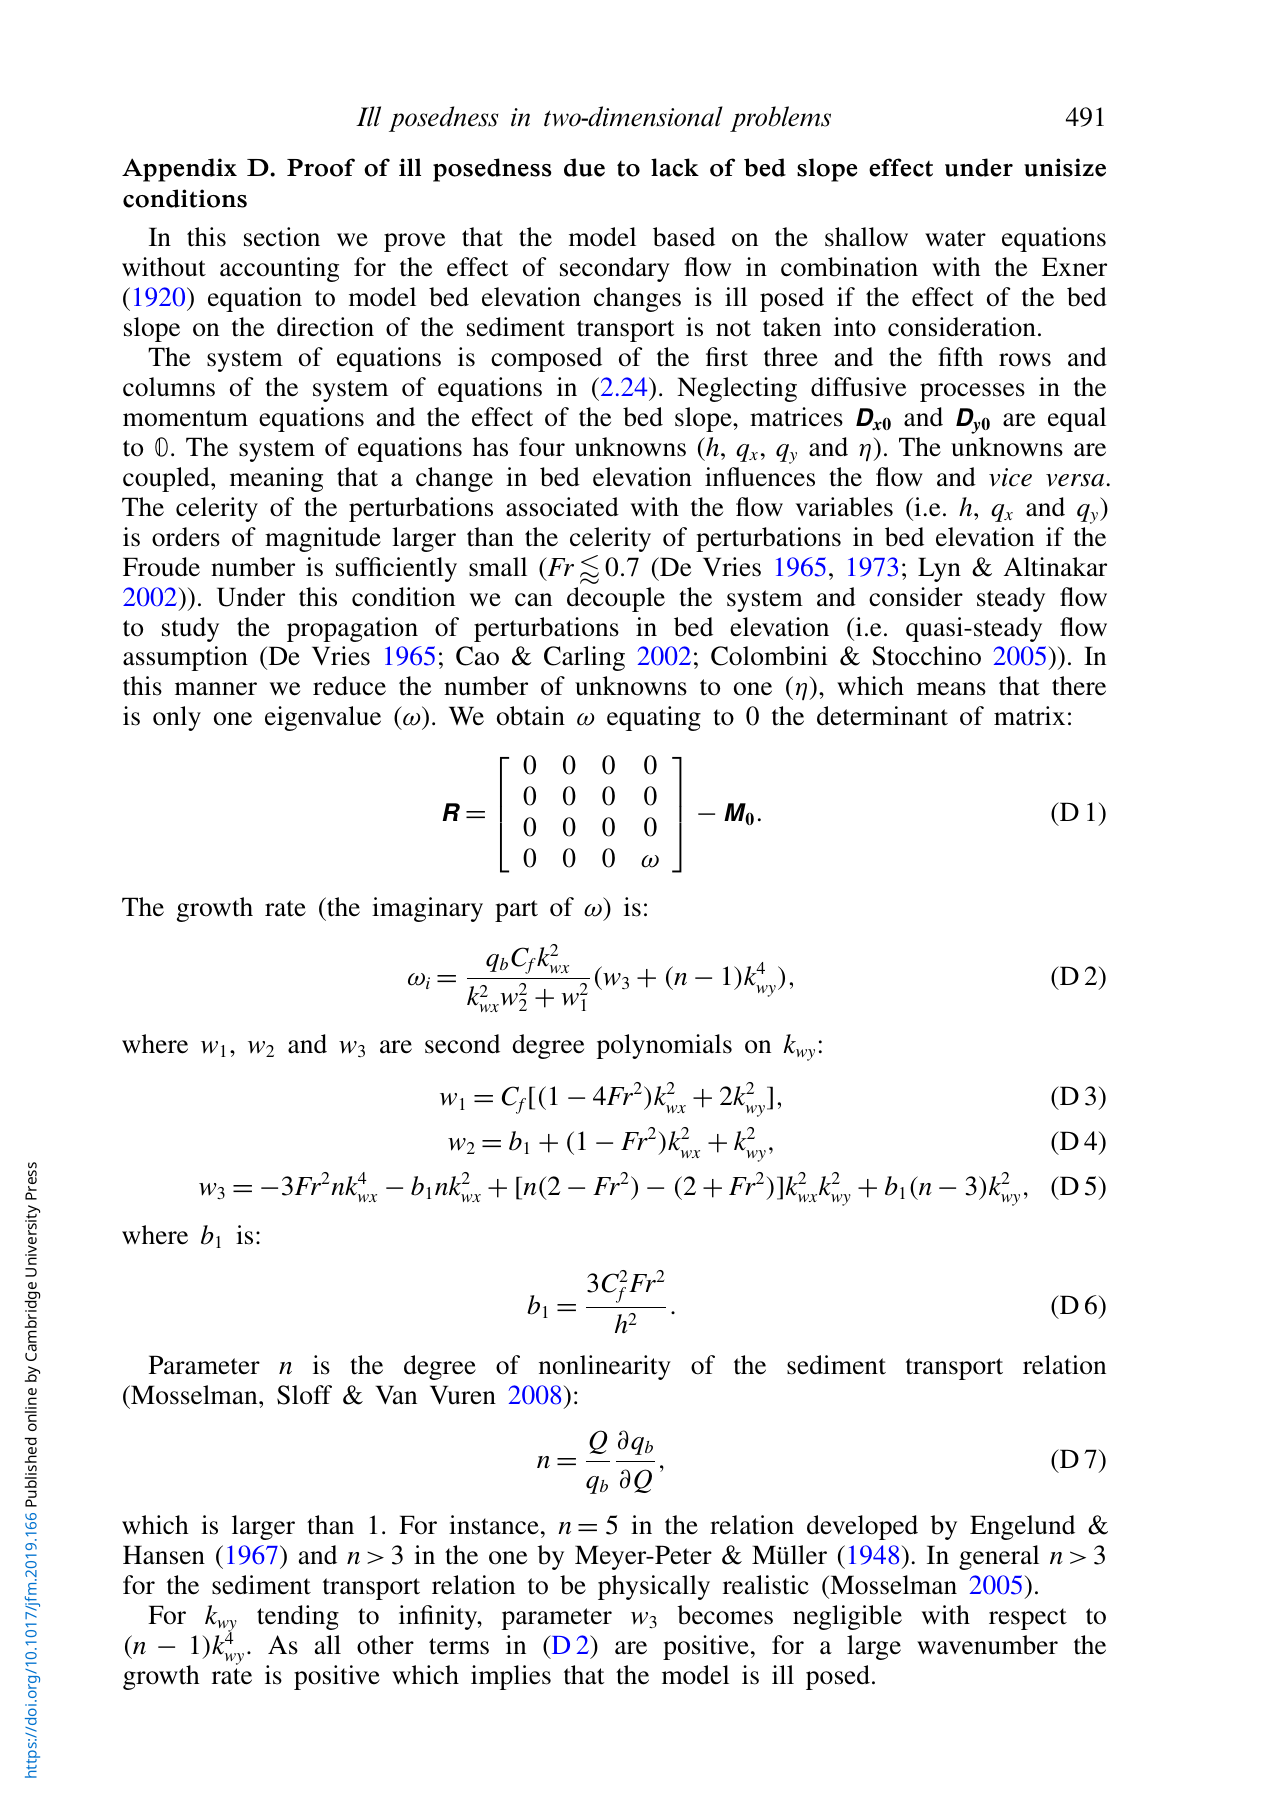 Ill posedness in two-dimensional problems 491
Appendix D. Proof of ill posedness due to lack of bed slope effect under unisize
conditions
In this section we prove that the model based on the shallow water equations
without accounting for the effect of secondary flow in combination with the Exner
(1920) equation to model bed elevation changes is ill posed if the effect of the bed
slope on the direction of the sediment transport is not taken into consideration.
The system of equations is composed of the first three and the fifth rows and
columns of the system of equations in (2.24). Neglecting diffusive processes in the
momentum equations and the effect of the bed slope, matrices D_{x0} and D_{y0} are equal
to 𝟘. The system of equations has four unknowns (h, q_x, q_y and η). The unknowns are
coupled, meaning that a change in bed elevation influences the flow and vice versa.
The celerity of the perturbations associated with the flow variables (i.e. h, q_x and q_y)
is orders of magnitude larger than the celerity of perturbations in bed elevation if the
Froude number is sufficiently small (Fr ⪅ 0.7 (De Vries 1965, 1973; Lyn & Altinakar
2002)). Under this condition we can decouple the system and consider steady flow
to study the propagation of perturbations in bed elevation (i.e. quasi-steady flow
assumption (De Vries 1965; Cao & Carling 2002; Colombini & Stocchino 2005)). In
this manner we reduce the number of unknowns to one (η), which means that there
is only one eigenvalue (ω). We obtain ω equating to 0 the determinant of matrix:
R = [ 0 0 0 0
0 0 0 0
0 0 0 0
0 0 0 ω ] − M_0. (D 1)
The growth rate (the imaginary part of ω) is:
ω_i = \frac{q_b C_f k_{wx}^2}{k_{wx}^2 w_2^2 + w_1^2} (w_3 + (n − 1)k_{wy}^4), (D 2)
where w_1, w_2 and w_3 are second degree polynomials on k_{wy}:
w_1 = C_f[(1 − 4Fr^2)k_{wx}^2 + 2k_{wy}^2], (D 3)
w_2 = b_1 + (1 − Fr^2)k_{wx}^2 + k_{wy}^2, (D 4)
w_3 = −3Fr^2nk_{wx}^4 − b_1nk_{wx}^2 + [n(2 − Fr^2) − (2 + Fr^2)]k_{wx}^2k_{wy}^2 + b_1(n − 3)k_{wy}^2, (D 5)
where b_1 is:
b_1 = \frac{3C_f^2Fr^2}{h^2}. (D 6)
Parameter n is the degree of nonlinearity of the sediment transport relation
(Mosselman, Sloff & Van Vuren 2008):
n = \frac{Q}{q_b} \frac{∂q_b}{∂Q}, (D 7)
which is larger than 1. For instance, n = 5 in the relation developed by Engelund &
Hansen (1967) and n > 3 in the one by Meyer-Peter & Müller (1948). In general n > 3
for the sediment transport relation to be physically realistic (Mosselman 2005).
For k_{wy} tending to infinity, parameter w_3 becomes negligible with respect to
(n − 1)k_{wy}^4. As all other terms in (D 2) are positive, for a large wavenumber the
growth rate is positive which implies that the model is ill posed.
https://doi.org/10.1017/jfm.2019.166 Published online by Cambridge University Press